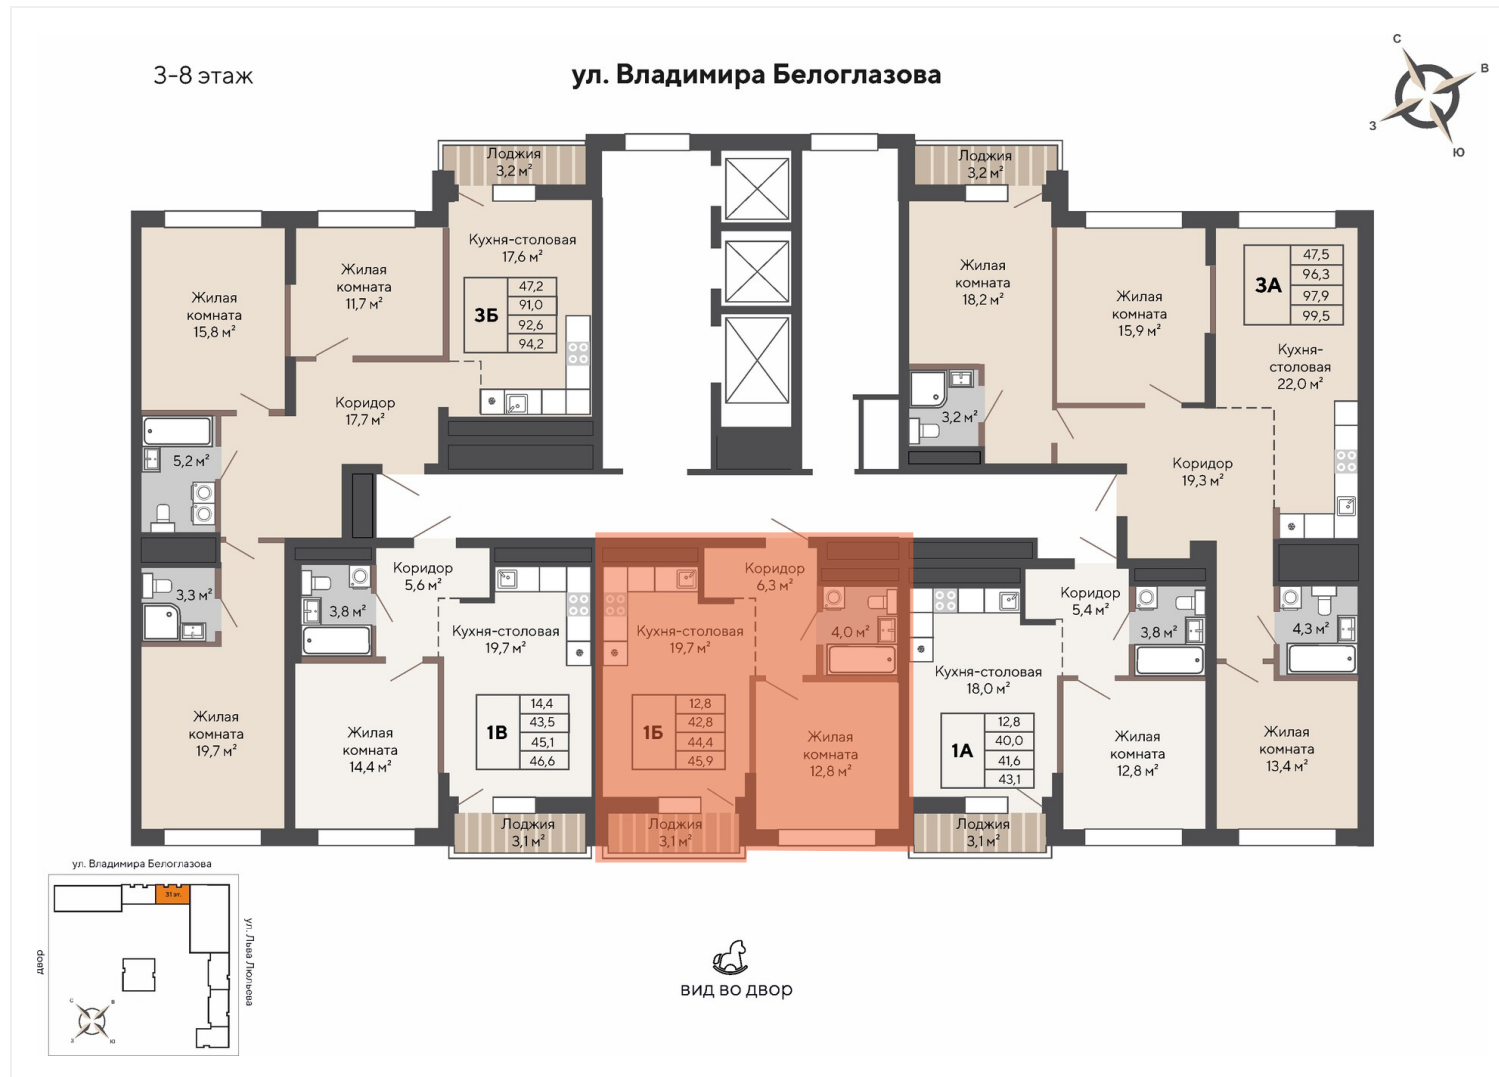 3-8 этаж
ул. Владимира Белоглазова
С
В
З
Ю
Лоджия
3,2 м²
Лоджия
3,2 м²
Кухня-столовая
17,6 м²
3Б
47,2
91,0
92,6
94,2
Жилая
комната
11,7 м²
Жилая
комната
15,8 м²
Коридор
17,7 м²
5,2 м²
3,3 м²
Жилая
комната
19,7 м²
Жилая
комната
18,2 м²
3,2 м²
Жилая
комната
15,9 м²
3А
47,5
96,3
97,9
99,5
Кухня-
столовая
22,0 м²
Коридор
19,3 м²
4,3 м²
Жилая
комната
13,4 м²
Коридор
5,6 м²
3,8 м²
Кухня-столовая
19,7 м²
1В
14,4
43,5
45,1
46,6
Жилая
комната
14,4 м²
Лоджия
3,1 м²
Коридор
6,3 м²
4,0 м²
Кухня-столовая
19,7 м²
1Б
12,8
42,8
44,4
45,9
Жилая
комната
12,8 м²
Лоджия
3,1 м²
Коридор
5,4 м²
3,8 м²
Кухня-столовая
18,0 м²
1А
12,8
40,0
41,6
43,1
Жилая
комната
12,8 м²
Лоджия
3,1 м²
ул. Владимира Белоглазова
31 эт.
двор
ул. Льва Люльева
С
В
З
Ю
вид во двор